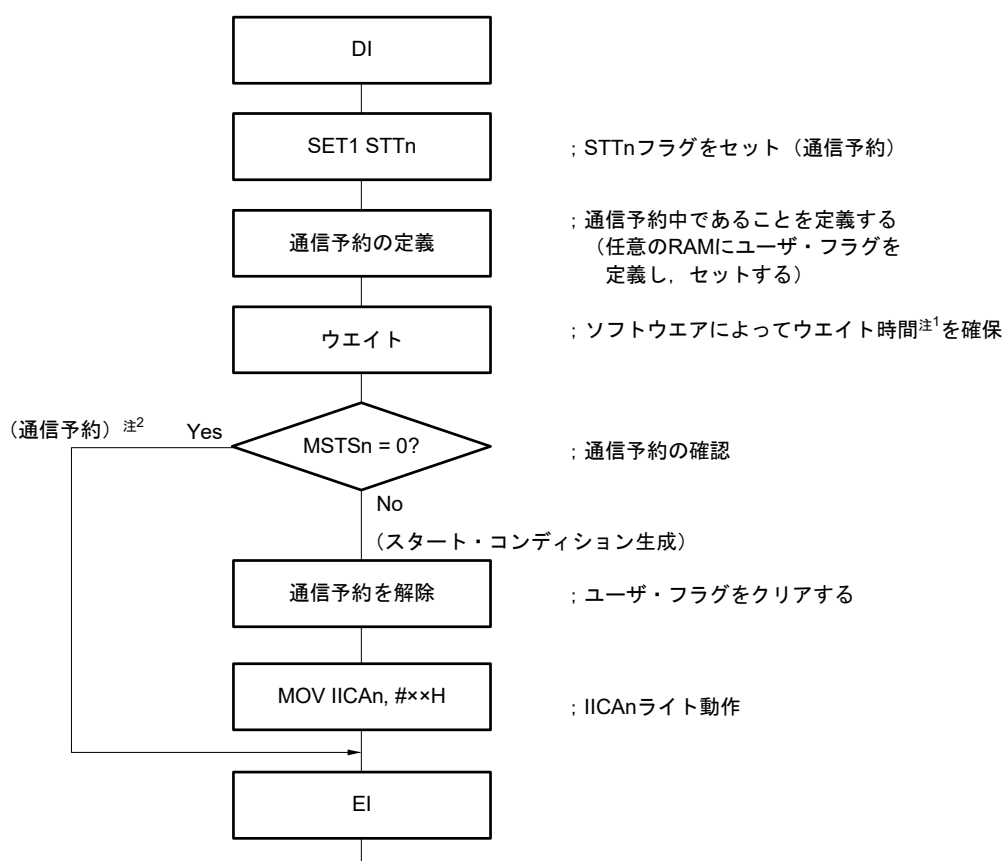 DI
SET1 STTn
；STTnフラグをセット（通信予約）
通信予約の定義
；通信予約中であることを定義する
（任意のRAMにユーザ・フラグを
定義し，セットする）
ウエイト
；ソフトウエアによってウエイト時間注1を確保
（通信予約）注2
Yes
MSTSn = 0?
；通信予約の確認
No
（スタート・コンディション生成）
通信予約を解除
；ユーザ・フラグをクリアする
MOV IICAn, #××H
；IICAnライト動作
EI